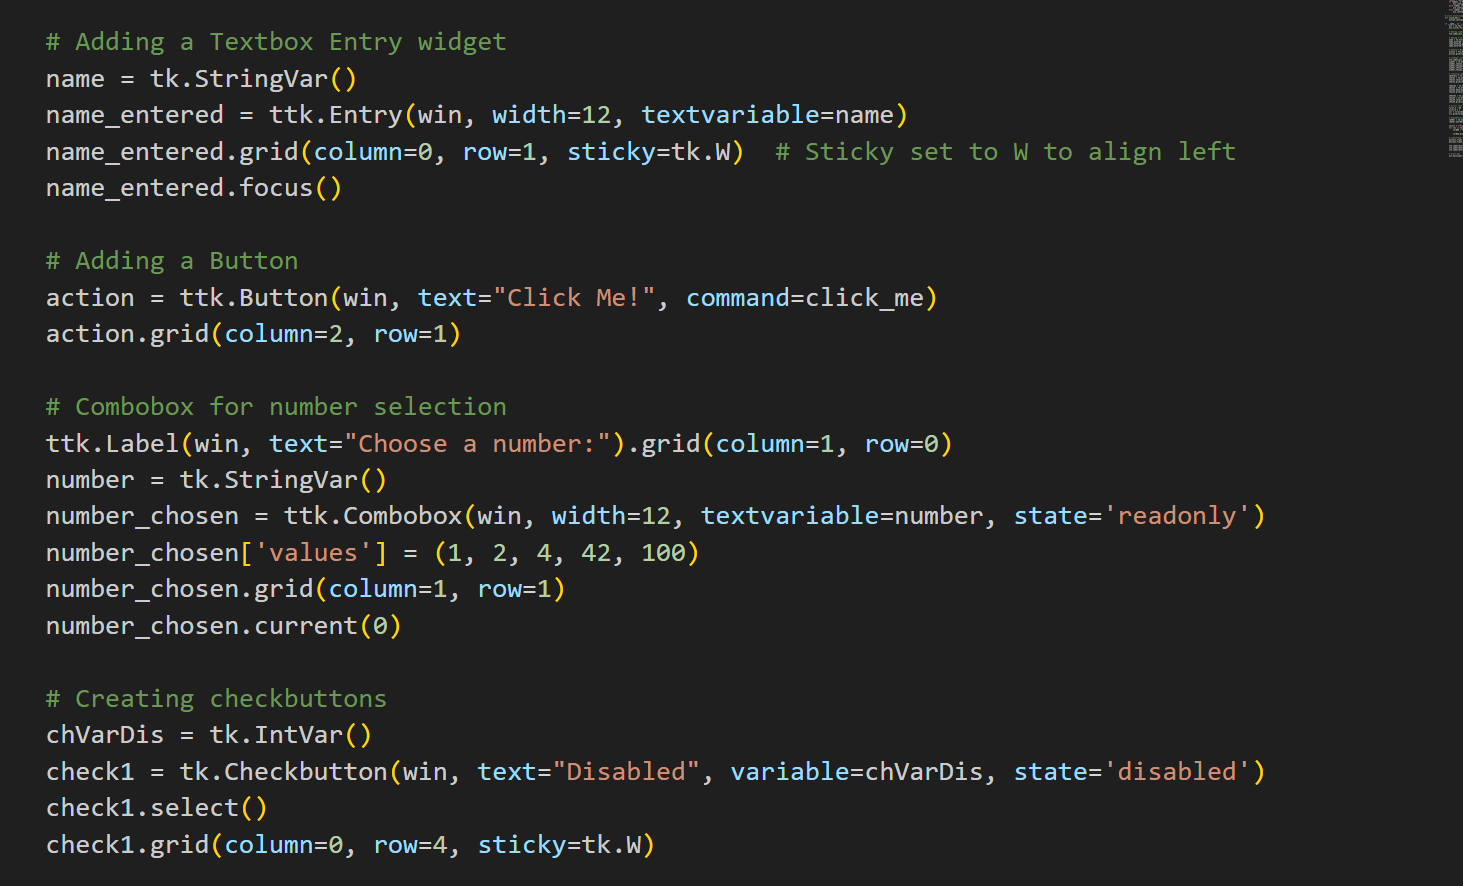 # Adding a Textbox Entry widget
name = tk.StringVar()
name_entered = ttk.Entry(win, width=12, textvariable=name)
name_entered.grid(column=0, row=1, sticky=tk.W)  # Sticky set to W to align left
name_entered.focus()

# Adding a Button
action = ttk.Button(win, text="Click Me!", command=click_me)
action.grid(column=2, row=1)

# Combobox for number selection
ttk.Label(win, text="Choose a number:").grid(column=1, row=0)
number = tk.StringVar()
number_chosen = ttk.Combobox(win, width=12, textvariable=number, state='readonly')
number_chosen['values'] = (1, 2, 4, 42, 100)
number_chosen.grid(column=1, row=1)
number_chosen.current(0)

# Creating checkbuttons
chVarDis = tk.IntVar()
check1 = tk.Checkbutton(win, text="Disabled", variable=chVarDis, state='disabled')
check1.select()
check1.grid(column=0, row=4, sticky=tk.W)